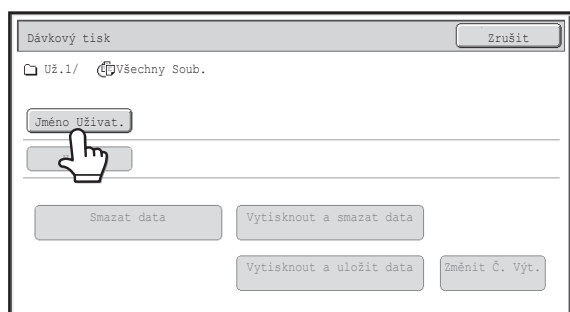 Dávkový tisk Zrušit
Už.1/ Všechny Soub.
Jméno Uživat.
Smazat data Vytisknout a smazat data
Vytisknout a uložit data Změnit Č. Výt.